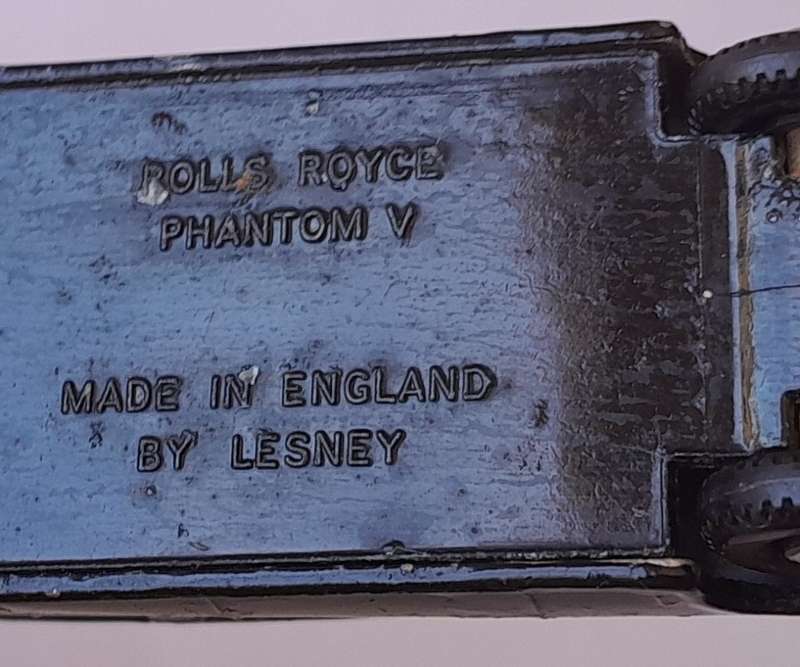 ROLLS ROYCE
PHANTOM V
MADE IN ENGLAND
BY LESNEY